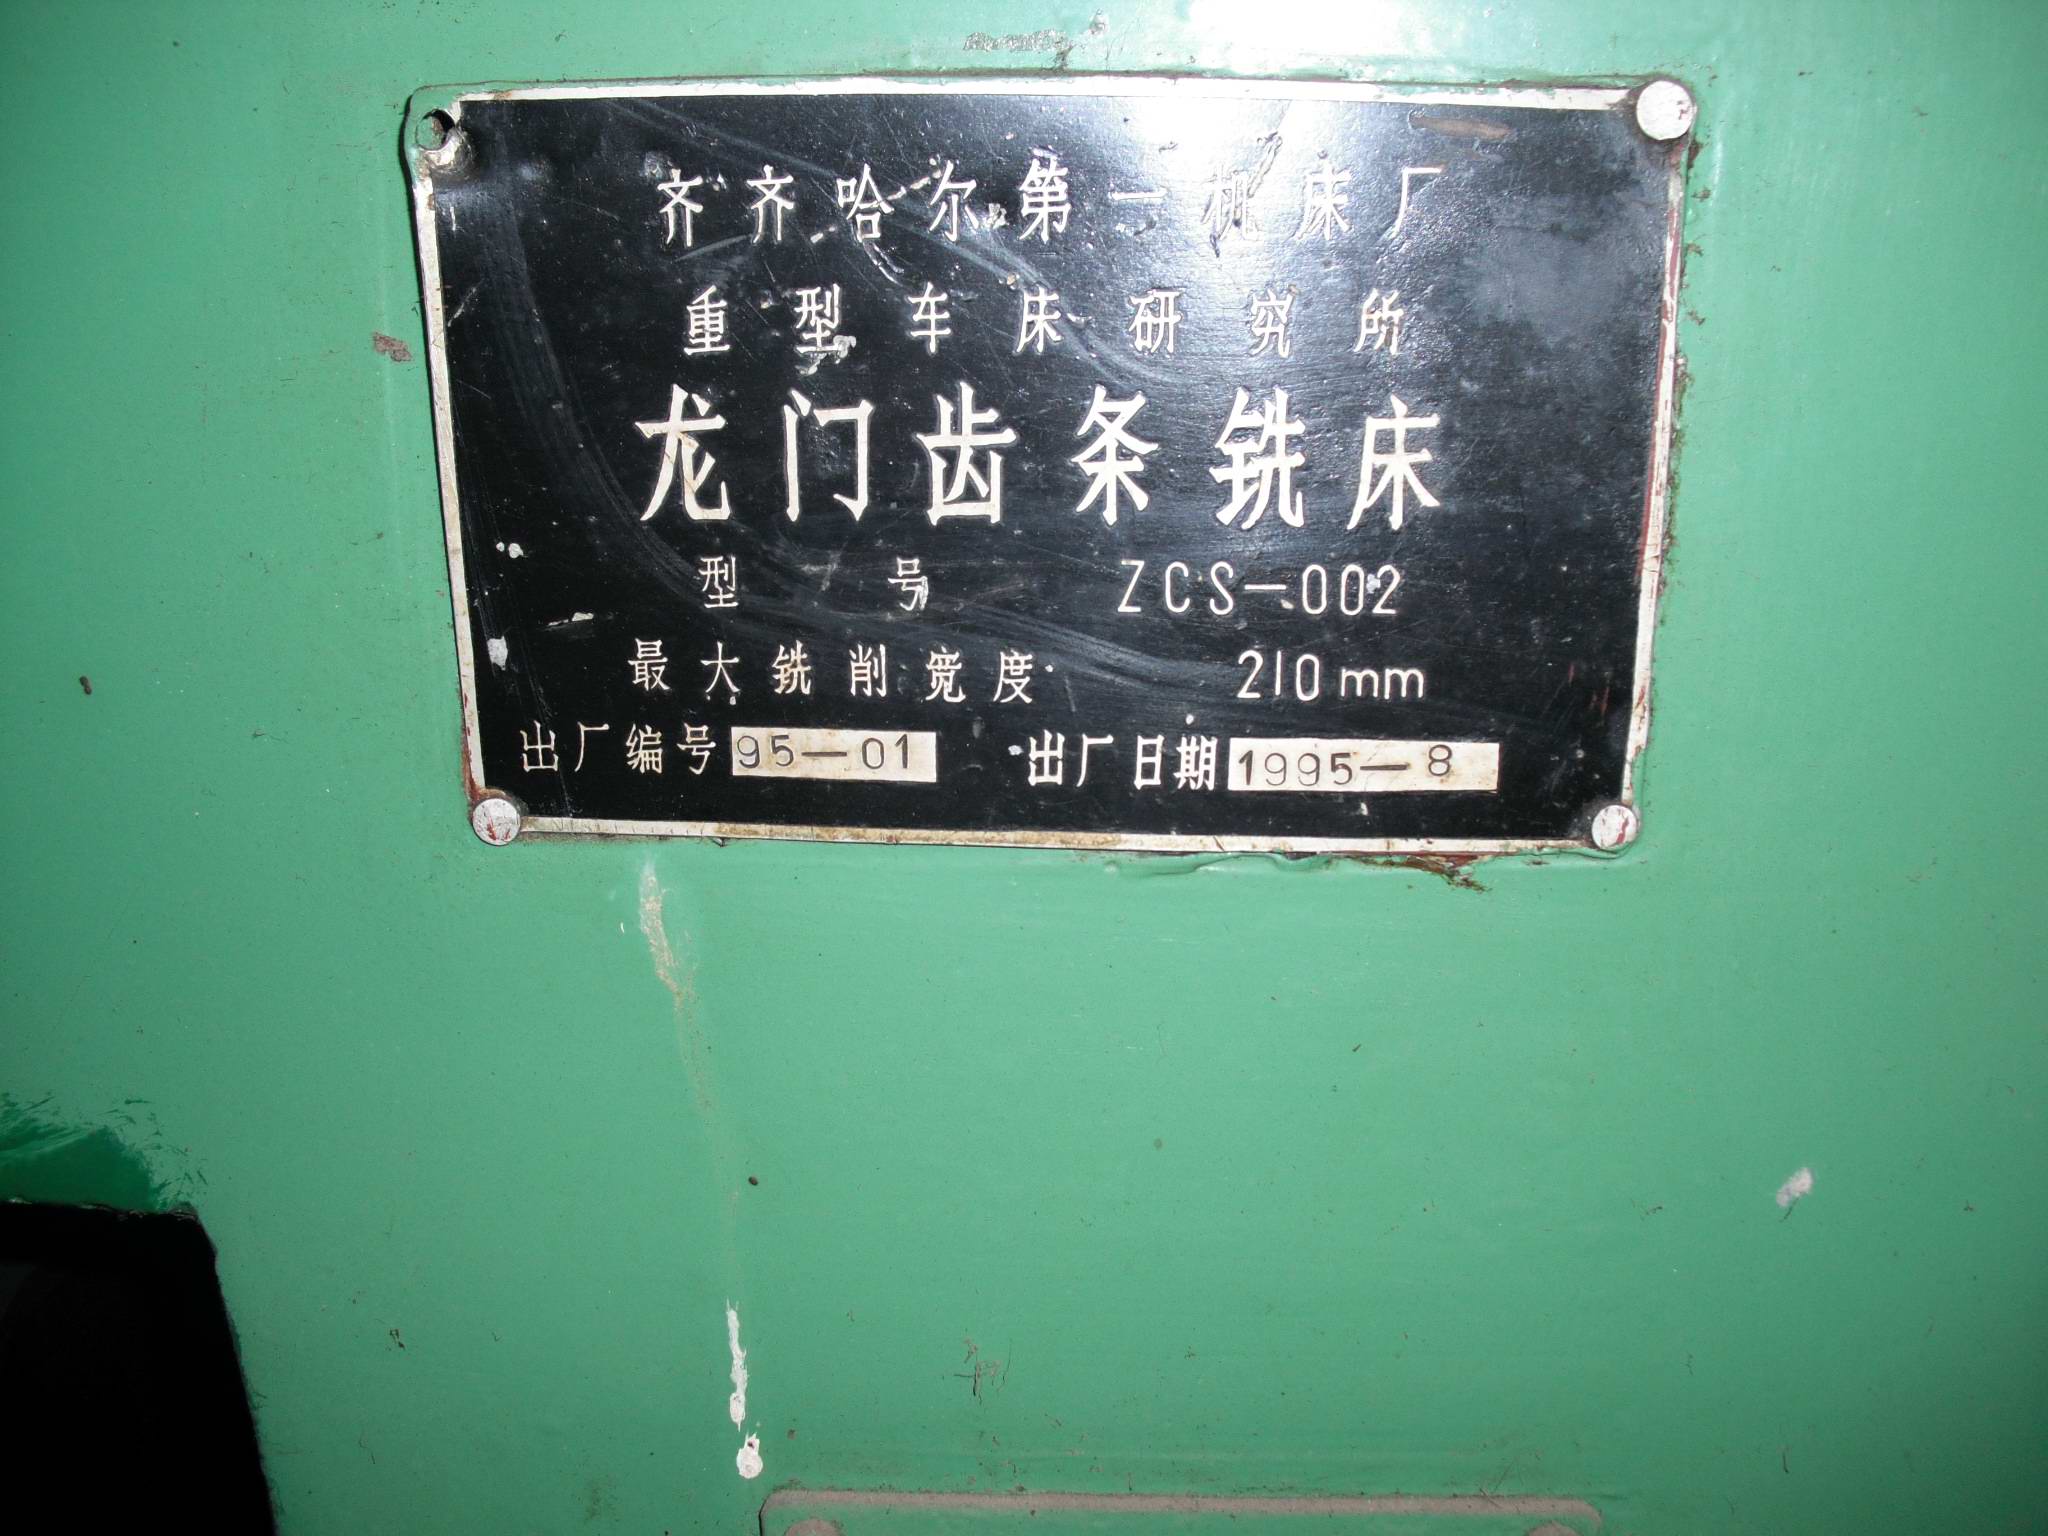 齐齐哈尔第一机床厂
重型车床研究所
龙门齿条铣床
型号 ZCS-002
最大铣削宽度 210mm
出厂编号 95-01 出厂日期 1995-8